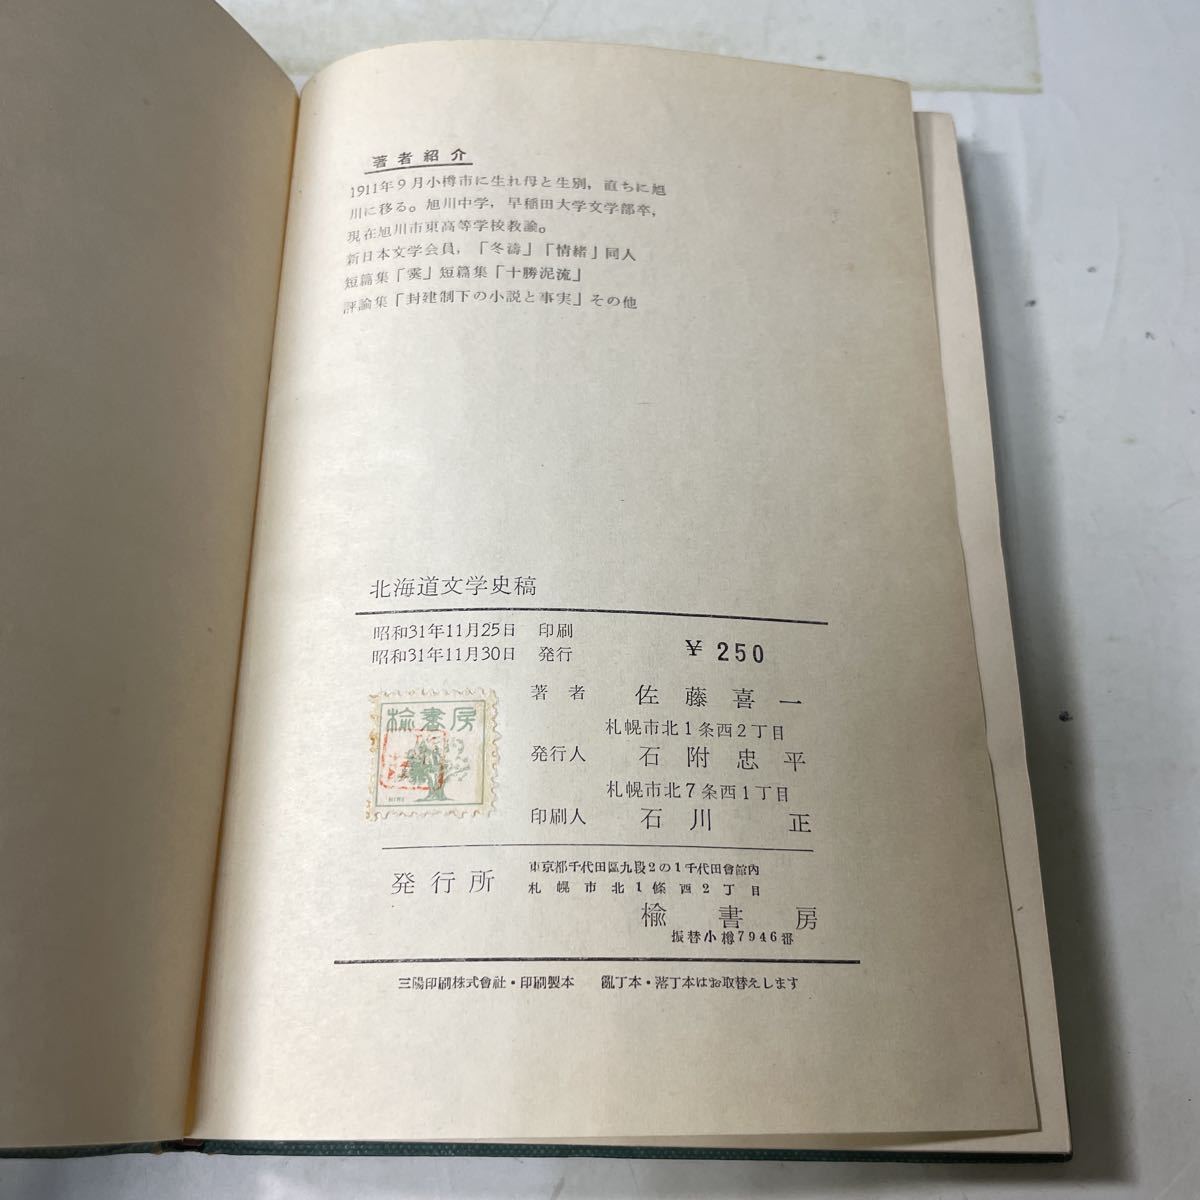 著者紹介
1911年9月小樽市に生れ母と生別，直ちに旭
川に移る。旭川中学，早稲田大学文学部卒，
現在旭川市東高等学校教諭。
新日本文学会員，「冬濤」「情緒」同人
短篇集「霙」短篇集「十勝泥流」
評論集「封建制下の小説と事実」その他
北海道文学史稿
昭和31年11月25日 印刷
昭和31年11月30日 発行
¥ 250
著者 佐藤喜一
札幌市北1条西2丁目
発行人 石附忠平
札幌市北7条西1丁目
印刷人 石川正
楡書房
発行所
東京都千代田區九段2の1千代田會館内
札幌市北1條西2丁目
楡書房
振替小樽7946番
三陽印刷株式會社・印刷製本 亂丁本・落丁本はお取替えします